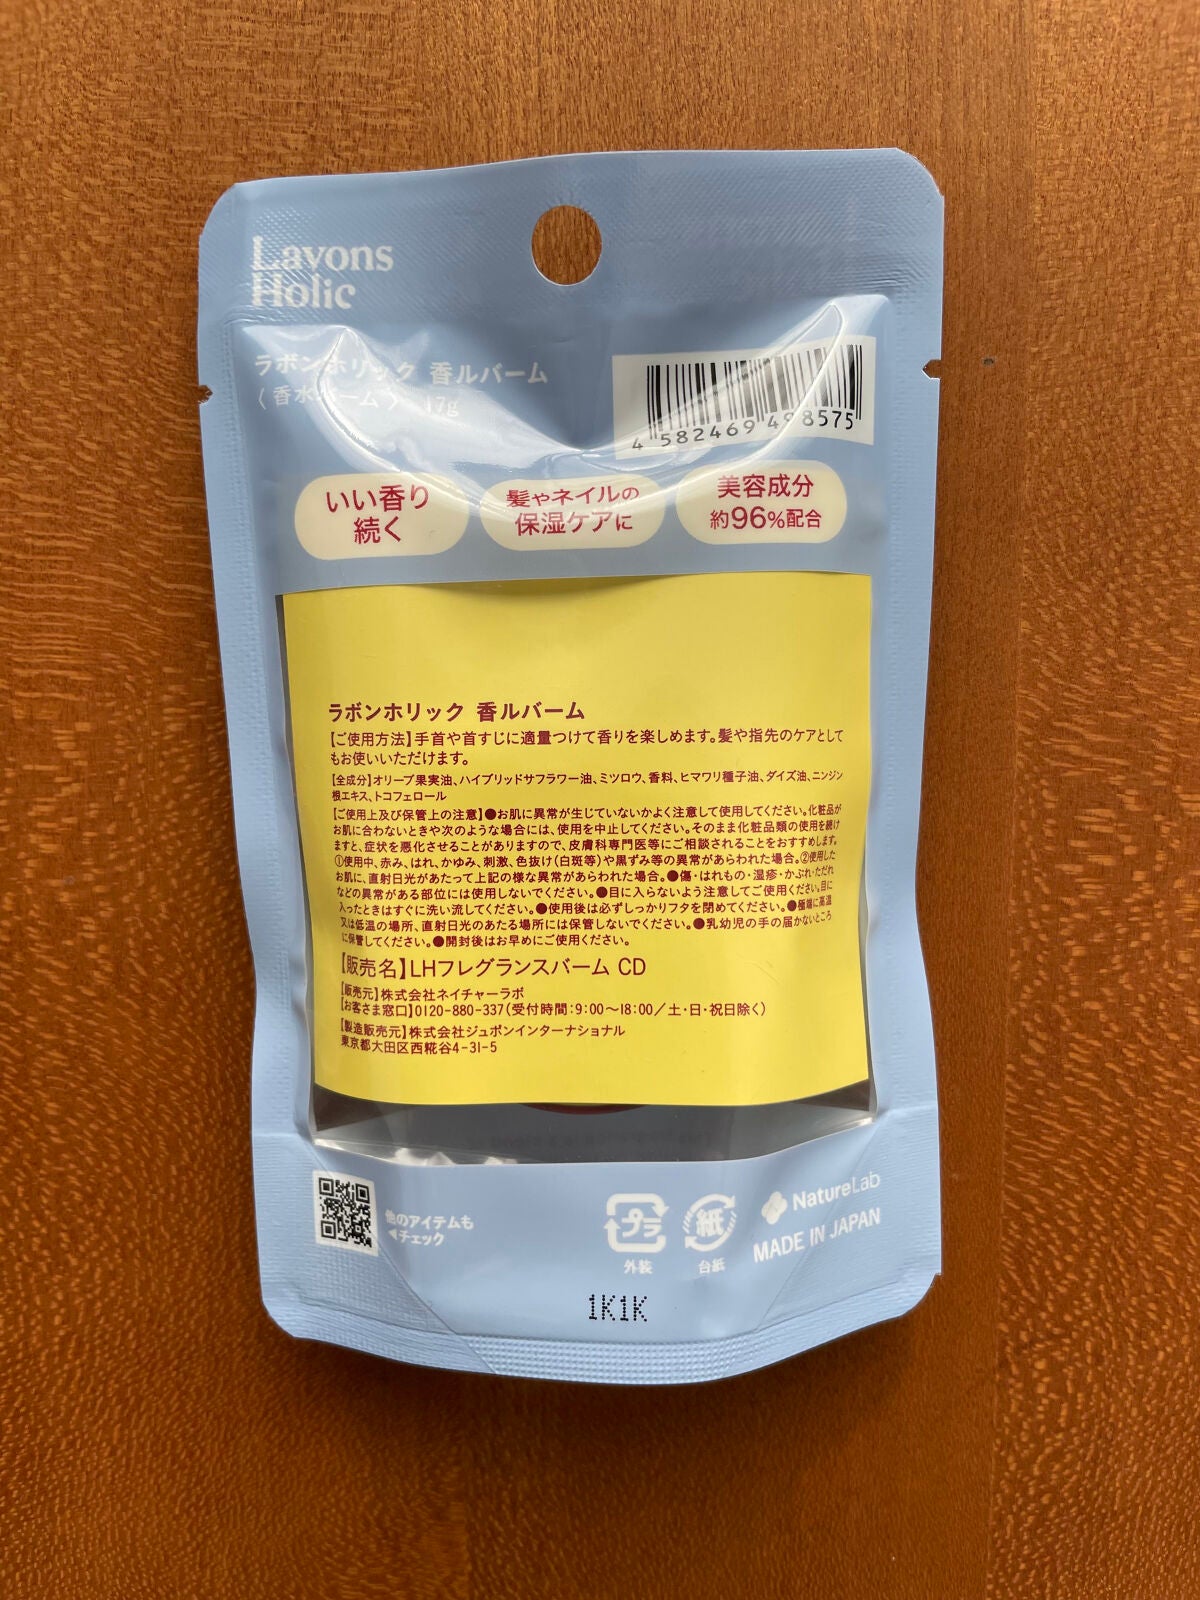 Lavons
Holic
ラボンホリック 香ルバーム
〈 香水バーム 〉 17g
4 582469 498575
いい香り
続く
髪やネイルの
保湿ケアに
美容成分
約96%配合
ラボンホリック 香ルバーム
【ご使用方法】手首や首すじに適量つけて香りを楽しめます。髪や指先のケアとして
もお使いいただけます。
【全成分】オリーブ果実油、ハイブリッドサフラワー油、ミツロウ、香料、ヒマワリ種子油、ダイズ油、ニンジン
根エキス、トコフェロール
【ご使用上及び保管上の注意】●お肌に異常が生じていないかよく注意して使用してください。化粧品が
お肌に合わないときや次のような場合には、使用を中止してください。そのまま化粧品類の使用を続け
ますと、症状を悪化させることがありますので、皮膚科専門医等にご相談されることをおすすめします。
①使用中、赤み、はれ、かゆみ、刺激、色抜け(白斑等)や黒ずみ等の異常があらわれた場合。②使用した
お肌に、直射日光があたって上記の様な異常があらわれた場合。●傷・はれもの・湿疹・かぶれ・ただれ
などの異常がある部位には使用しないでください。●目に入らないよう注意してご使用ください。目に
入ったときはすぐに洗い流してください。●使用後は必ずしっかりフタを閉めてください。●極端に高温
又は低温の場所、直射日光のあたる場所には保管しないでください。●乳幼児の手の届かないところ
に保管してください。●開封後はお早めにご使用ください。
【販売名】LHフレグランスバーム CD
【販売元】株式会社ネイチャーラボ
【お客さま窓口】0120-880-337(受付時間:9:00〜18:00/土・日・祝日除く)
【製造販売元】株式会社ジュポンインターナショナル
東京都大田区西糀谷4-31-5
他のアイテムも
◀チェック
プラ
外装
紙
台紙
NatureLab
MADE IN JAPAN
1K1K